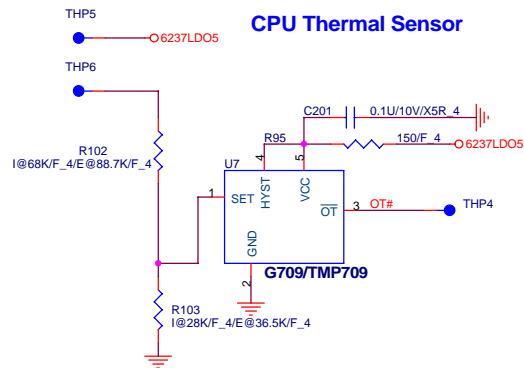 THP5
CPU Thermal Sensor
6237LDO5
THP6
C201
0.1U/10V/X5R_4
R102
I@68K/F_4/E@88.7K/F_4
R95
150/F_4
6237LDO5
U7
4
5
1
SET
HYST
VCC
OT
3
OT#
THP4
GND
2
G709/TMP709
R103
I@28K/F_4/E@36.5K/F_4